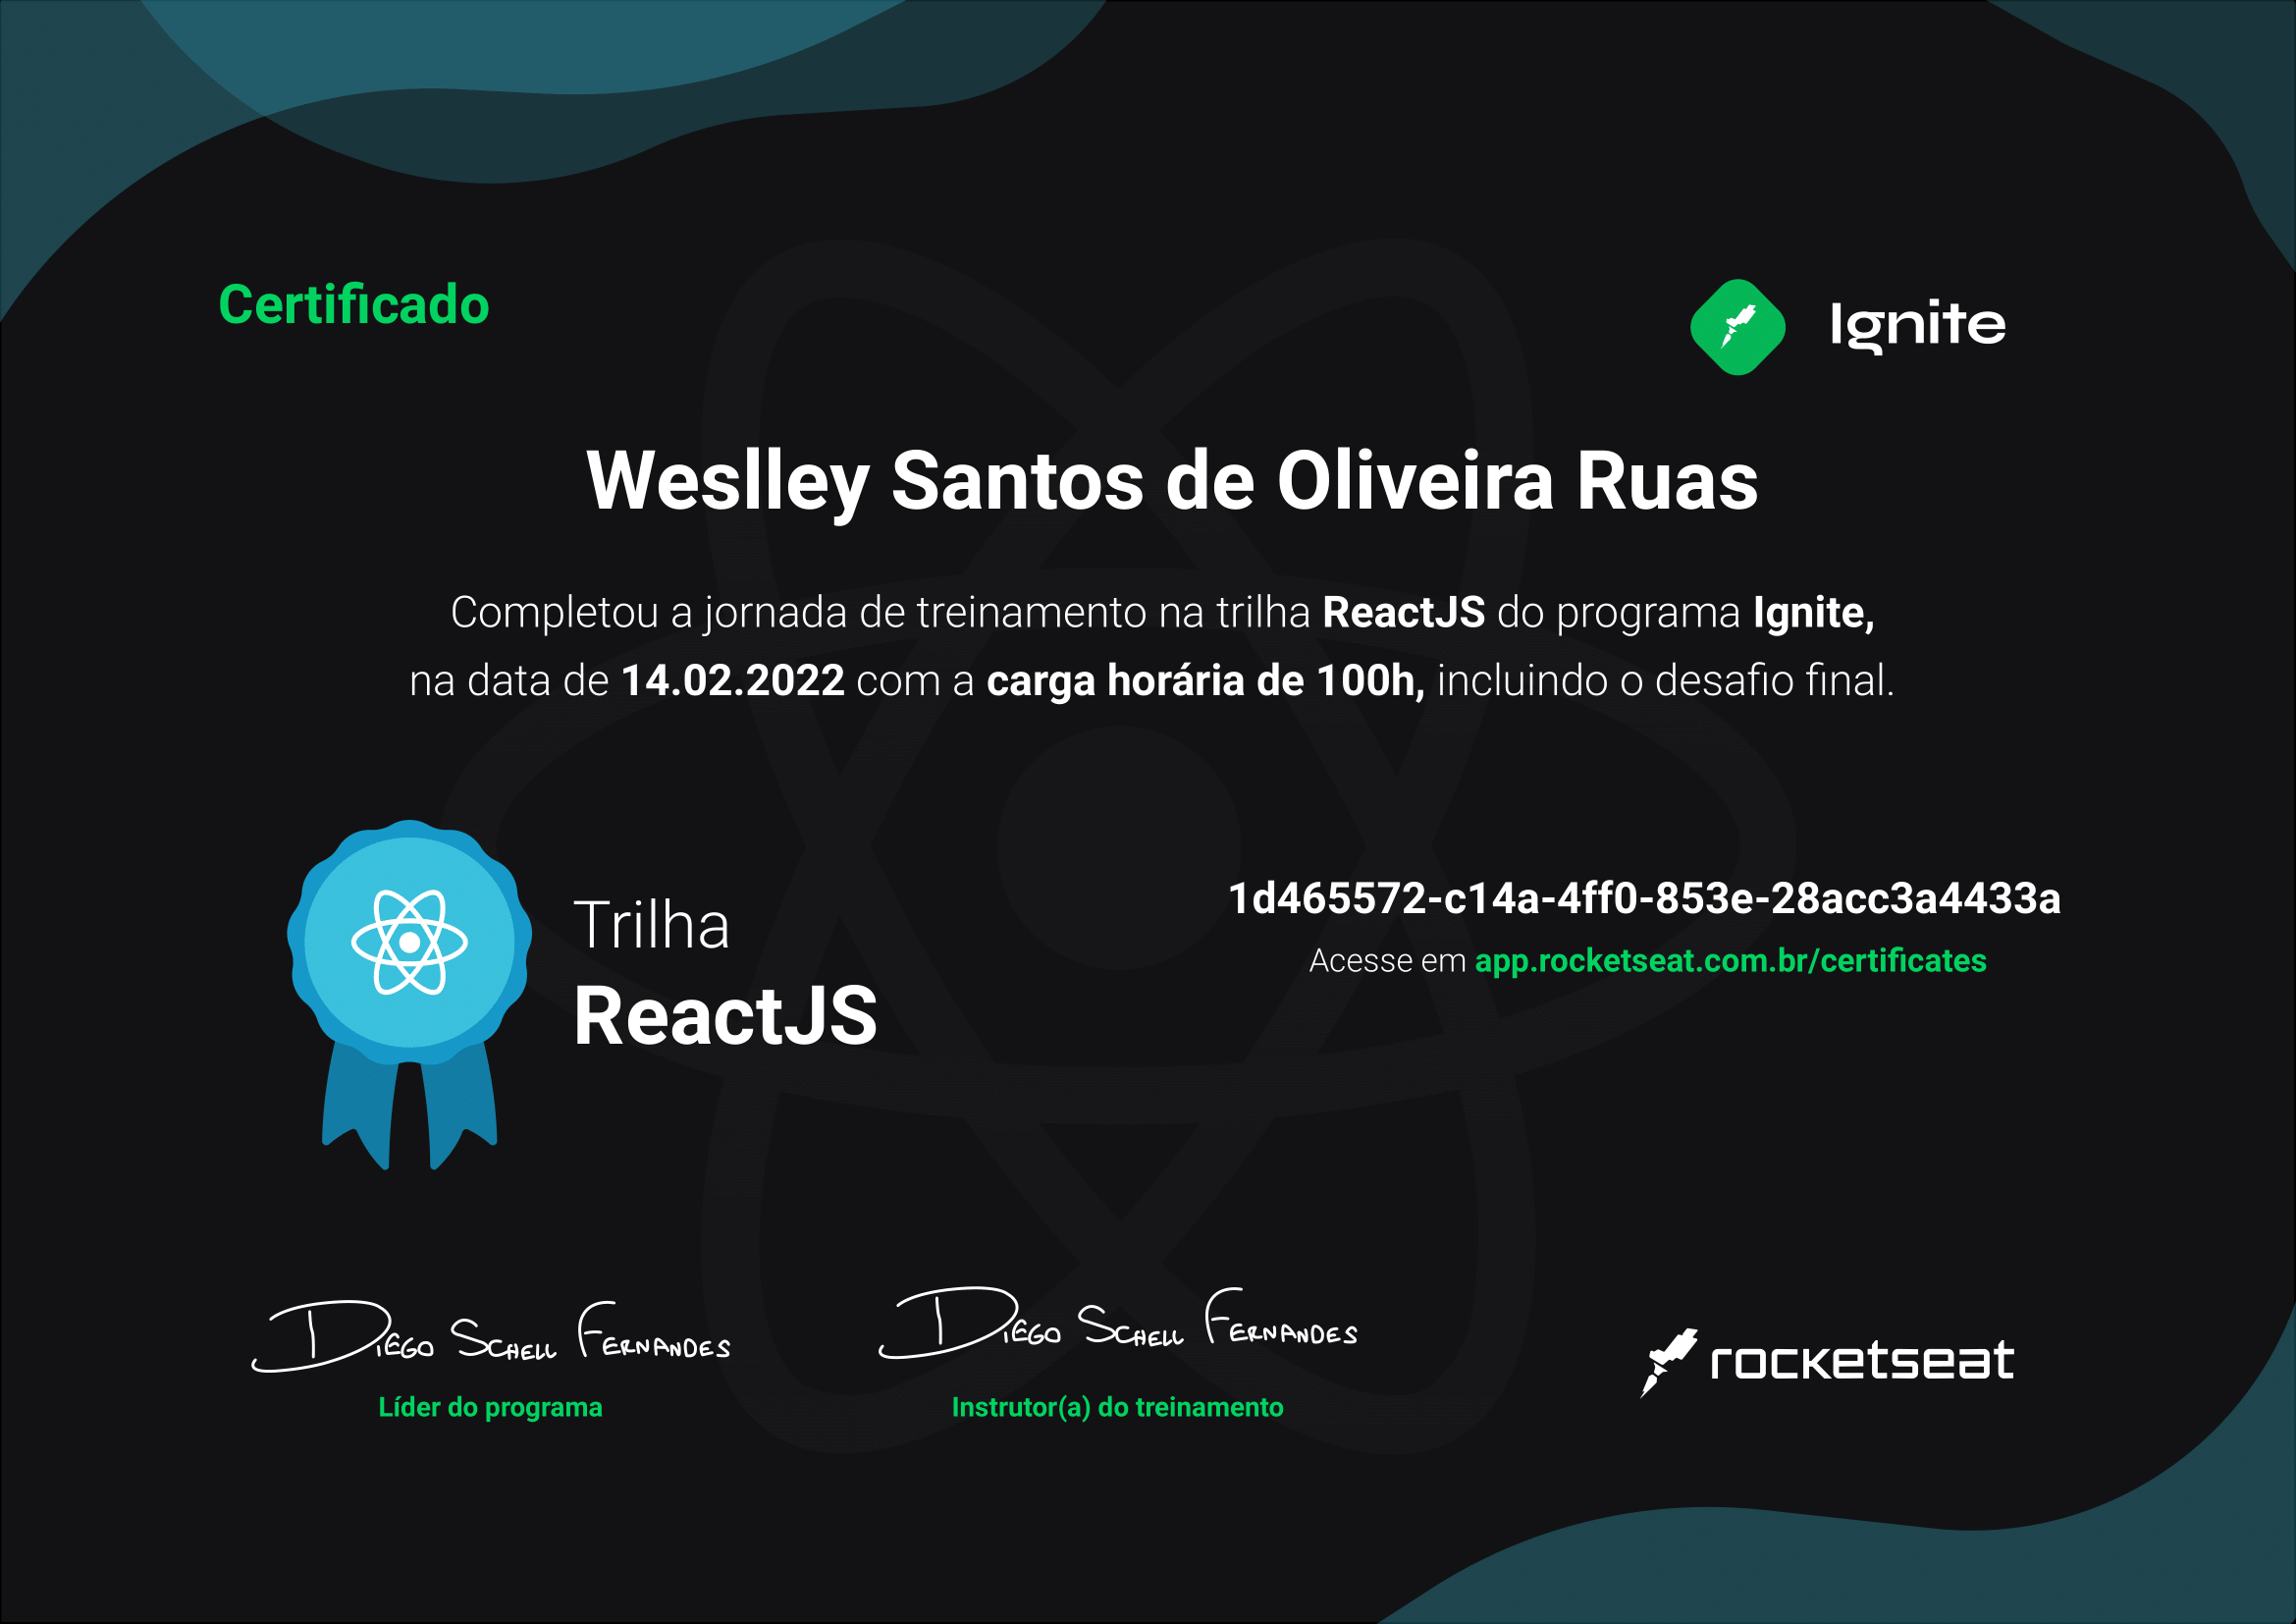 Certificado
Ignite
Weslley Santos de Oliveira Ruas
Completou a jornada de treinamento na trilha ReactJS do programa Ignite,
na data de 14.02.2022 com a carga horária de 100h, incluindo o desafio final.
Trilha
ReactJS
1d465572-c14a-4ff0-853e-28acc3a4433a
Acesse em app.rocketseat.com.br/certificates
Diego Schell Fernandes
Líder do programa
Diego Schell Fernandes
Instrutor(a) do treinamento
rocketseat